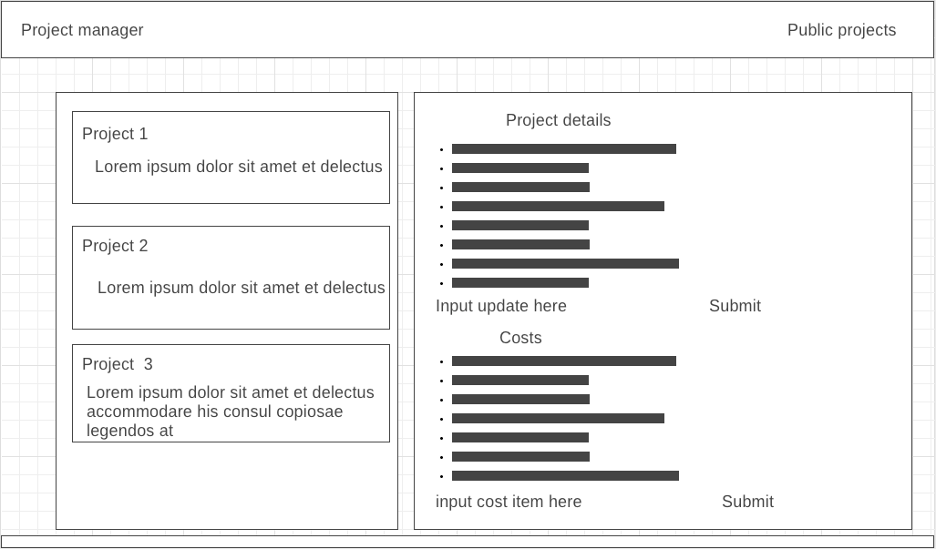 Project manager
Public projects
Project 1
Lorem ipsum dolor sit amet et delectus
Project 2
Lorem ipsum dolor sit amet et delectus
Project  3
Lorem ipsum dolor sit amet et delectus
accommodare his consul copiosae
legendos at
Project details
Input update here
Submit
Costs
input cost item here
Submit